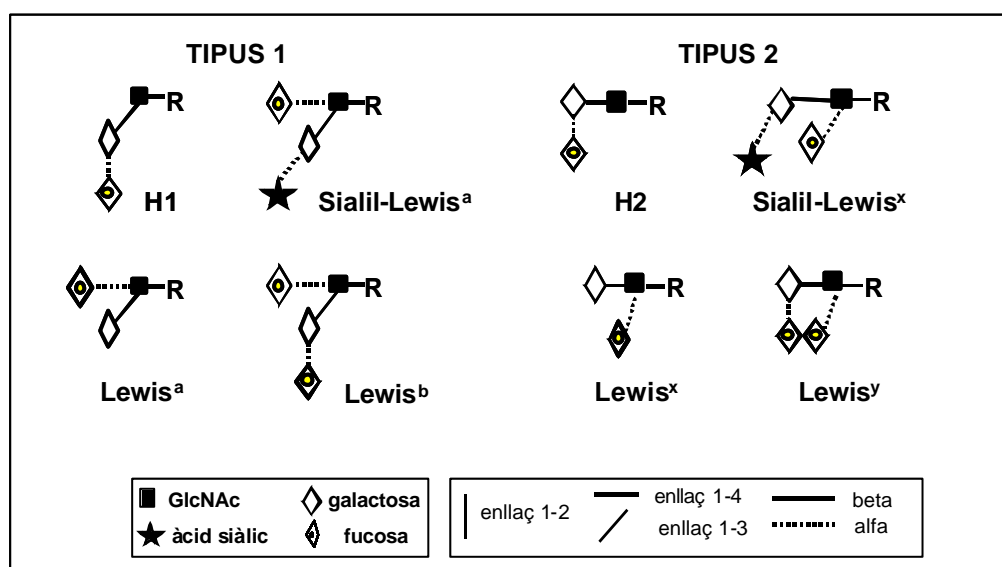 TIPUS 1 TIPUS 2
R R R R
H1 Sialil-Lewisᵃ H2 Sialil-Lewisˣ
R R R R
Lewisᵃ Lewisᵇ Lewisˣ Lewisʸ
GlcNAc galactosa
àcid siàlic fucosa
enllaç 1-2 enllaç 1-4 beta
enllaç 1-3 alfa